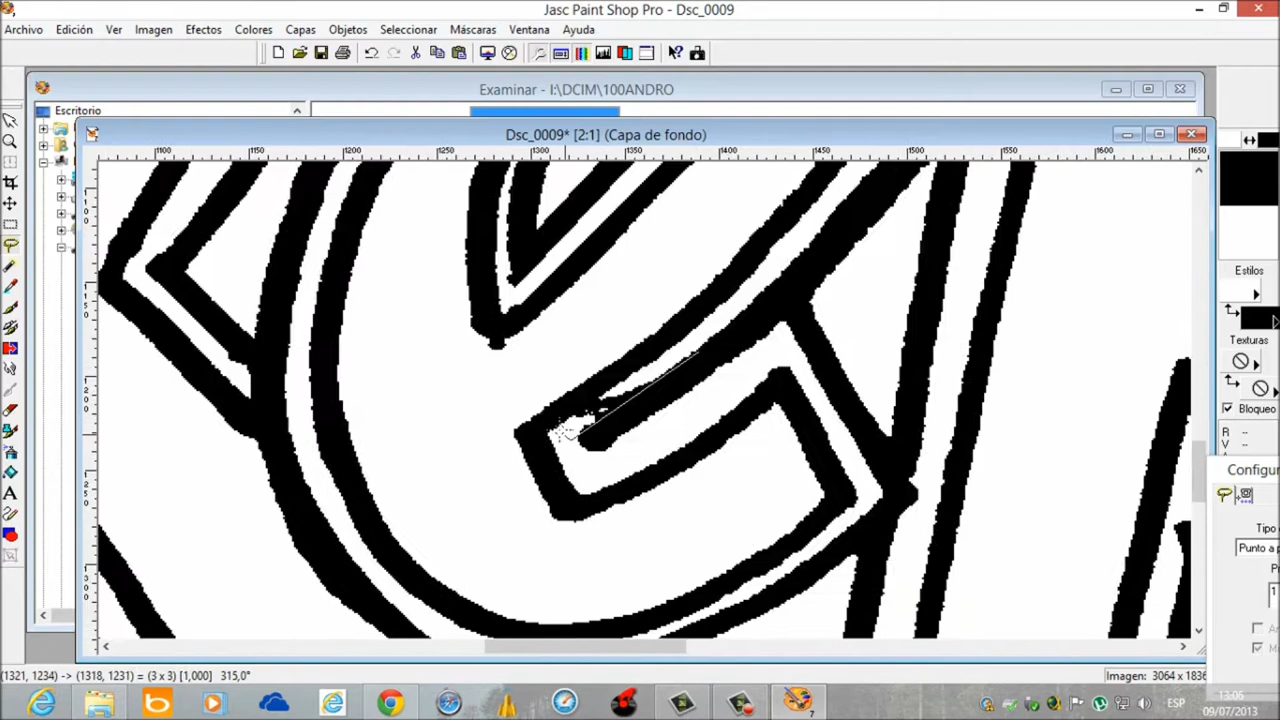 Jasc Paint Shop Pro - Dsc_0009
Archivo Edición Ver Imagen Efectos Colores Capas Objetos Seleccionar Máscaras Ventana Ayuda
Examinar - I:\DCIM\100ANDRO
Escritorio
Dsc_0009* [2:1] (Capa de fondo)
1100 1150 1200 1250 1300 1350 1400 1450 1500 1550 1600 1650
Estilos
Texturas
Bloqueo
R --
V --
Configur
Tipo
Punto a p
1
(1321, 1234) -> (1318, 1231) = (3 x 3) [1,000] 315,0°
Imagen: 3064 x 1836
ESP
13:06
09/07/2013